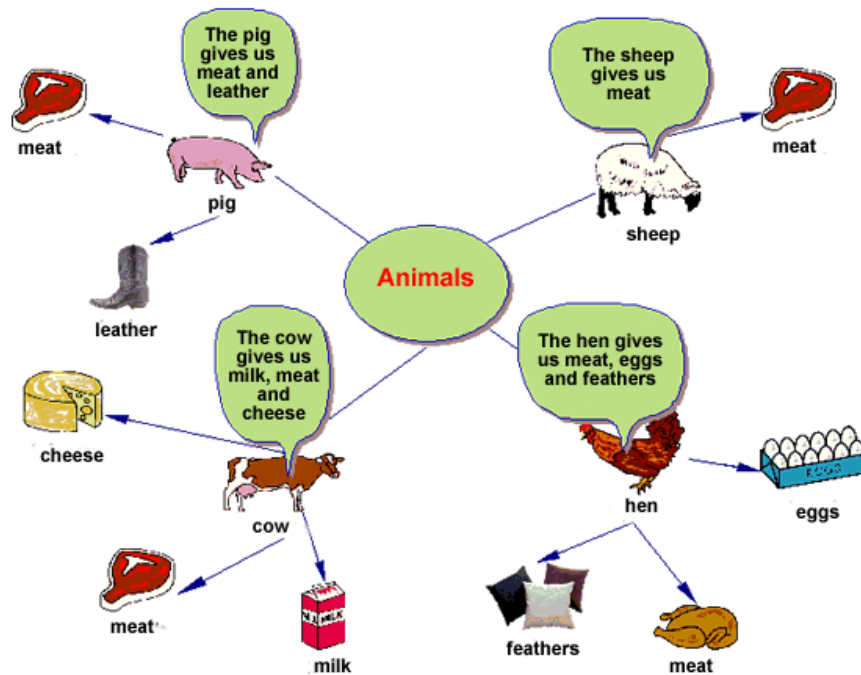 The pig
gives us
meat and
leather
The sheep
gives us
meat
meat
meat
pig
sheep
Animals
leather
The cow
gives us
milk, meat
and
cheese
The hen gives
us meat, eggs
and feathers
cheese
eggs
hen
cow
MILK
meat
milk
feathers
meat